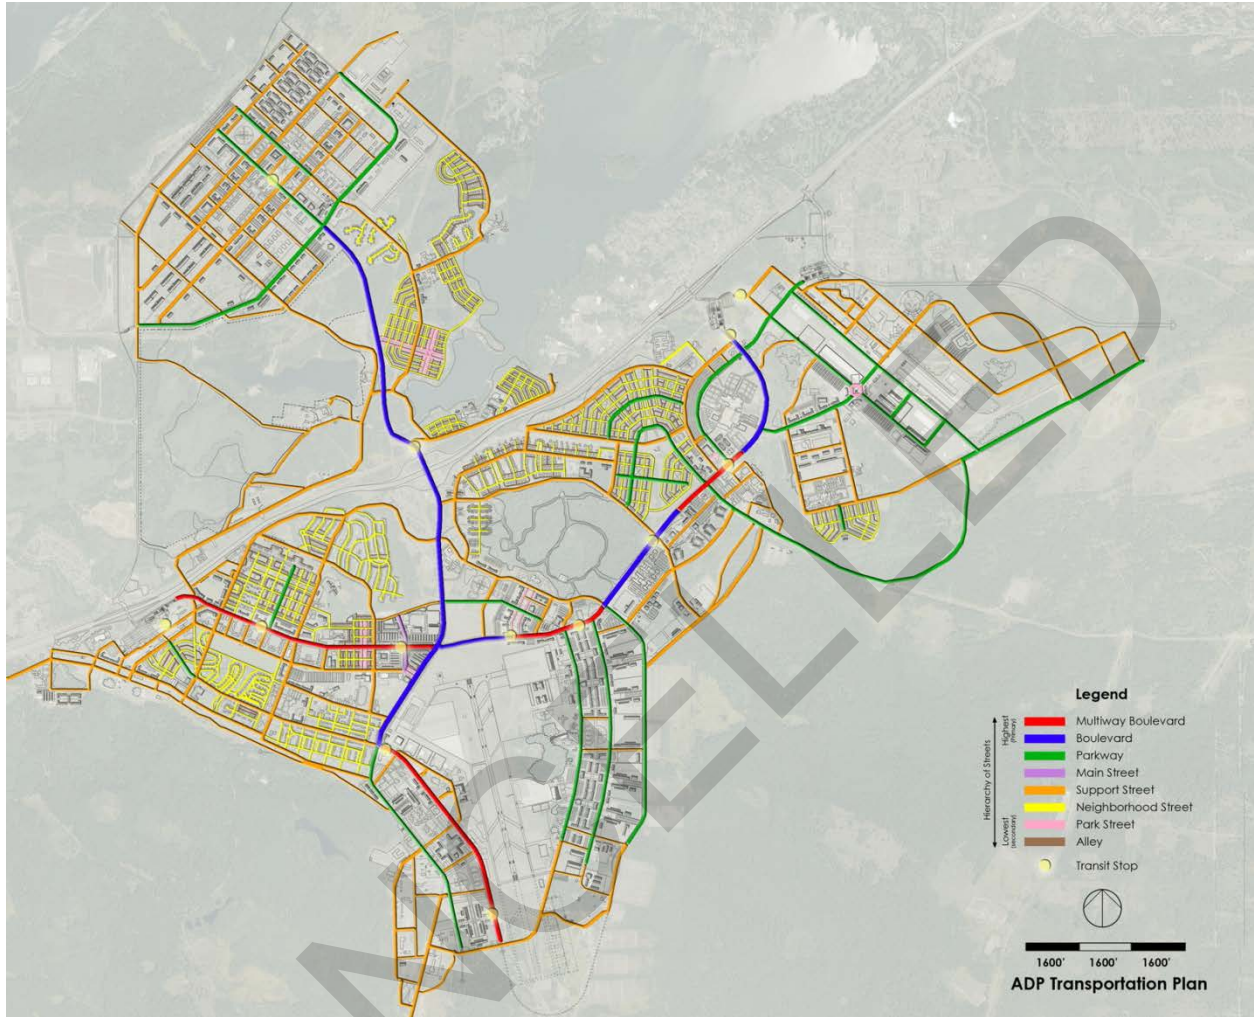 Legend
Highest
(Primary)
Hierarchy of Streets
Lowest
(secondary)
Multiway Boulevard
Boulevard
Parkway
Main Street
Support Street
Neighborhood Street
Park Street
Alley
Transit Stop
1600' 1600' 1600'
ADP Transportation Plan
NCELLED